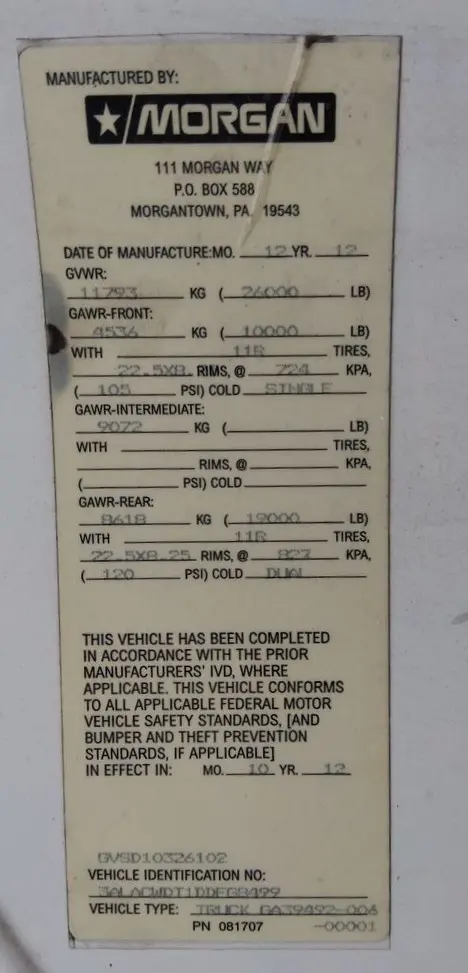 MANUFACTURED BY:
MORGAN
111 MORGAN WAY
P.O. BOX 588
MORGANTOWN, PA. 19543
DATE OF MANUFACTURE: MO. 12 YR. 12
GVWR:
11793 KG ( 26000 LB)
GAWR-FRONT:
4536 KG ( 10000 LB)
WITH 11R TIRES,
22.5X8. RIMS, @ 724 KPA,
( 105 PSI) COLD SINGLE
GAWR-INTERMEDIATE:
9072 KG ( LB)
WITH TIRES,
RIMS, @ KPA,
( PSI) COLD
GAWR-REAR:
8618 KG ( 19000 LB)
WITH 11R TIRES,
22.5X8.25 RIMS, @ 827 KPA,
( 120 PSI) COLD DUAL
THIS VEHICLE HAS BEEN COMPLETED
IN ACCORDANCE WITH THE PRIOR
MANUFACTURERS' IVD, WHERE
APPLICABLE. THIS VEHICLE CONFORMS
TO ALL APPLICABLE FEDERAL MOTOR
VEHICLE SAFETY STANDARDS, [AND
BUMPER AND THEFT PREVENTION
STANDARDS, IF APPLICABLE]
IN EFFECT IN: MO. 10 YR. 12
GVSD10326102
VEHICLE IDENTIFICATION NO:
VEHICLE TYPE: TRUCK GA39492-006
PN 081707 -00001